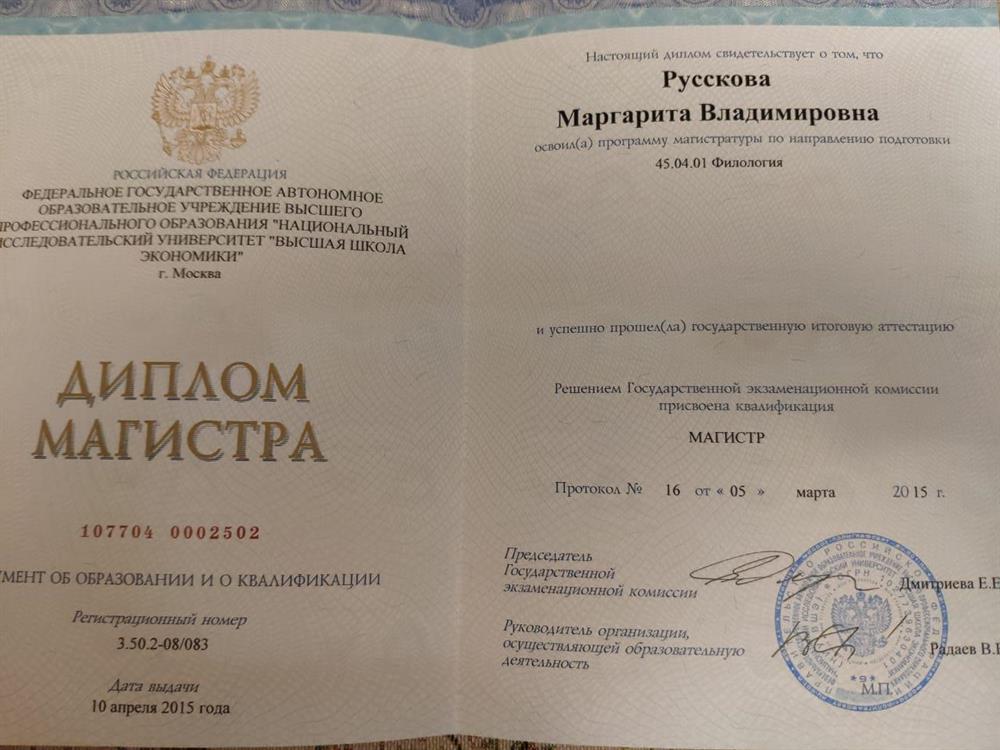 РОССИЙСКАЯ ФЕДЕРАЦИЯ
ФЕДЕРАЛЬНОЕ ГОСУДАРСТВЕННОЕ АВТОНОМНОЕ
ОБРАЗОВАТЕЛЬНОЕ УЧРЕЖДЕНИЕ ВЫСШЕГО
ПРОФЕССИОНАЛЬНОГО ОБРАЗОВАНИЯ "НАЦИОНАЛЬНЫЙ
ИССЛЕДОВАТЕЛЬСКИЙ УНИВЕРСИТЕТ "ВЫСШАЯ ШКОЛА
ЭКОНОМИКИ"
г. Москва
ДИПЛОМ
МАГИСТРА
107704 0002502
УМЕНТ ОБ ОБРАЗОВАНИИ И О КВАЛИФИКАЦИИ
Регистрационный номер
3.50.2-08/083
Дата выдачи
10 апреля 2015 года
Настоящий диплом свидетельствует о том, что
Русскова
Маргарита Владимировна
освоил(а) программу магистратуры по направлению подготовки
45.04.01 Филология
и успешно прошел(ла) государственную итоговую аттестацию
Решением Государственной экзаменационной комиссии
присвоена квалификация
МАГИСТР
Протокол № 16 от « 05 » марта 2015 г.
Председатель
Государственной
экзаменационной комиссии
Дмитриева Е.Е
Руководитель организации,
осуществляющей образовательную
деятельность
Радаев В.В
М.П.